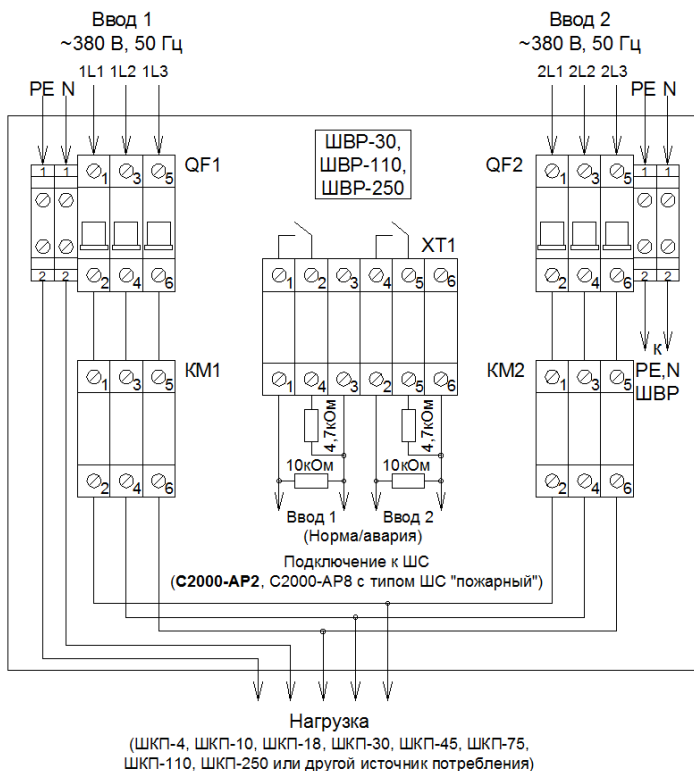 Ввод 1
~380 В, 50 Гц
1L1 1L2 1L3
PE N
Ввод 2
~380 В, 50 Гц
2L1 2L2 2L3
PE N
ШВР-30,
ШВР-110,
ШВР-250
1 1
1 3 5
QF1
2 2
2 4 6
QF2
1 3 5
1 1
2 4 6
2 2
XT1
1 2 3 4 5 6
1 4 3 2 5 6
KM1
1 3 5
2 4 6
KM2
1 3 5
2 4 6
к
PE,N
ШВР
4,7кОм
4,7кОм
10кОм
10кОм
Ввод 1
Ввод 2
(Норма/авария)
Подключение к ШС
(С2000-АР2, С2000-АР8 с типом ШС "пожарный")
Нагрузка
(ШКП-4, ШКП-10, ШКП-18, ШКП-30, ШКП-45, ШКП-75,
ШКП-110, ШКП-250 или другой источник потребления)